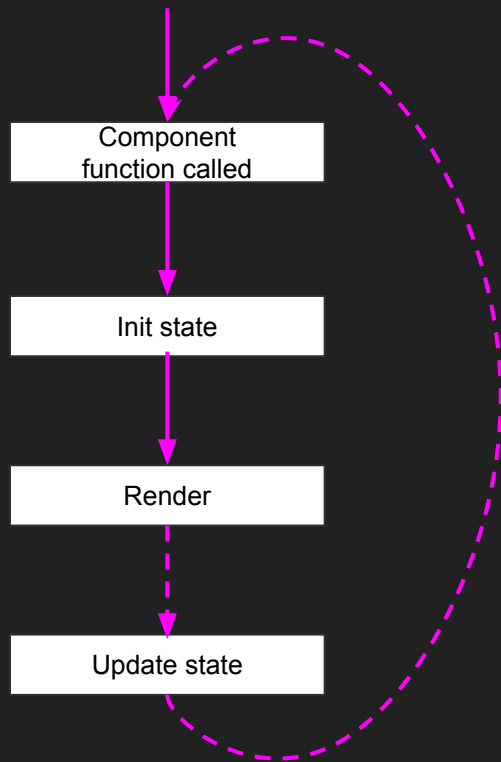 Component
function called
Init state
Render
Update state